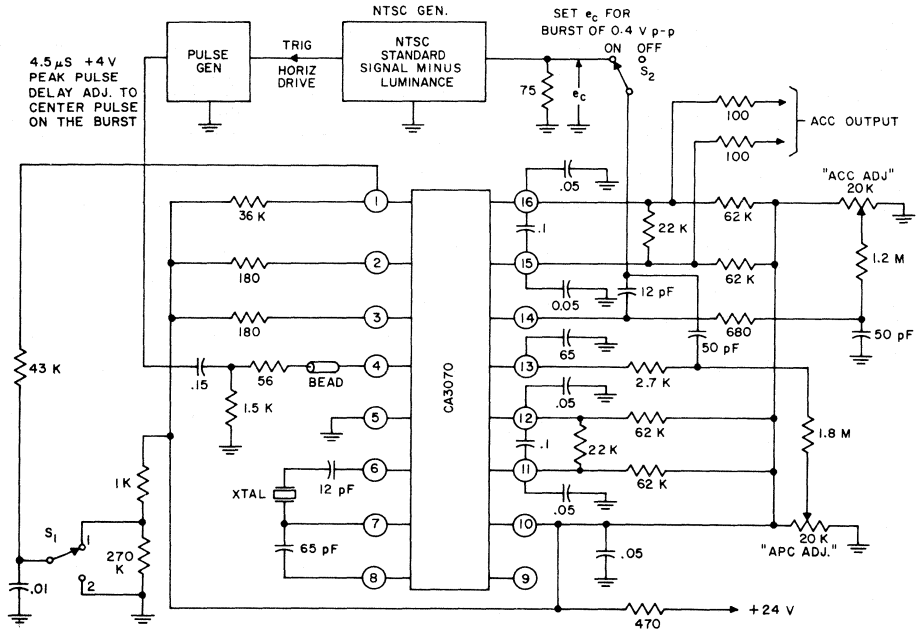 NTSC GEN.
SET ec FOR
BURST OF 0.4 V p-p
ON OFF
S2
4.5 µS +4V
PEAK PULSE
DELAY ADJ. TO
CENTER PULSE
ON THE BURST
PULSE
GEN
TRIG
HORIZ
DRIVE
NTSC
STANDARD
SIGNAL MINUS
LUMINANCE
75
ec
100
100
ACC OUTPUT
.05
"ACC ADJ"
20K
1
36 K
16
62 K
.1
22 K
1.2 M
2
180
15
62 K
0.05
12 pF
3
180
14
680
50 pF
50 pF
43 K
.15
56
BEAD
4
13
65
2.7 K
1.5 K
CA3070
.05
5
12
62 K
1.8 M
.1
22 K
1K
XTAL
12 pF
6
11
62 K
.05
S1
1
270
K
2
7
10
20 K
"APC ADJ."
65 pF
.05
.01
8
9
470
+24 V